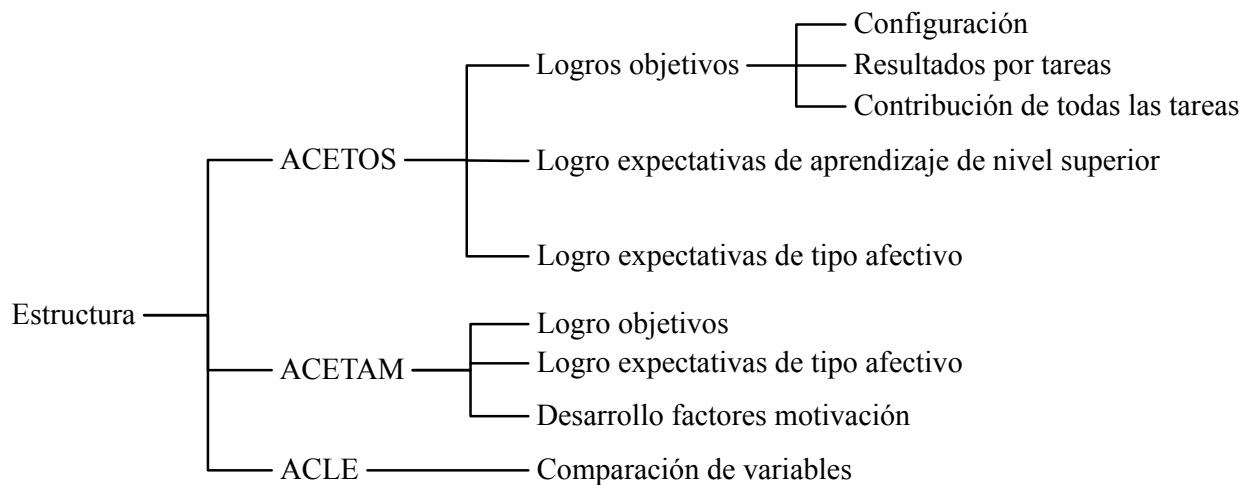 Configuración
Logros objetivos
Resultados por tareas
Contribución de todas las tareas
ACETOS
Logro expectativas de aprendizaje de nivel superior
Logro expectativas de tipo afectivo
Estructura
Logro objetivos
ACETAM
Logro expectativas de tipo afectivo
Desarrollo factores motivación
ACLE
Comparación de variables